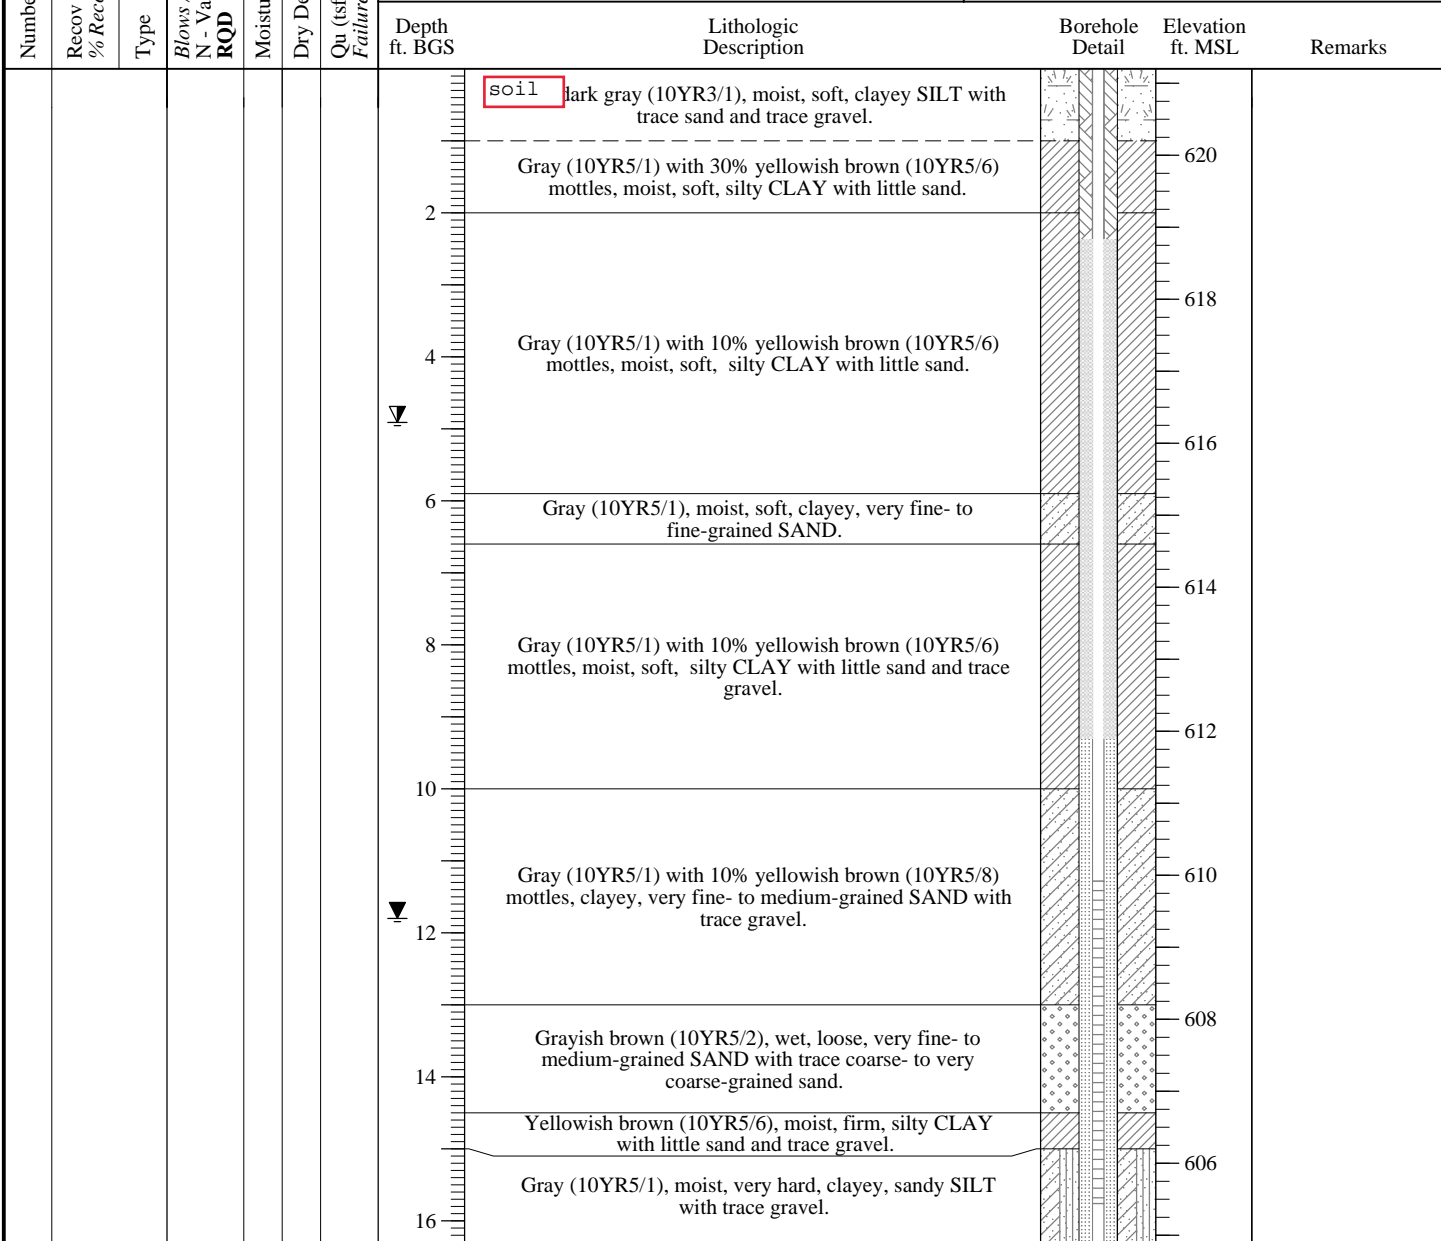 Numbe
Recov
% Rece
Type
Blows
N - Va
RQD
Moistu
Dry De
Qu (tsf
Failure
Depth
ft. BGS
Lithologic
Description
Borehole
Detail
Elevation
ft. MSL
Remarks
soil dark gray (10YR3/1), moist, soft, clayey SILT with
trace sand and trace gravel.
620
Gray (10YR5/1) with 30% yellowish brown (10YR5/6)
mottles, moist, soft, silty CLAY with little sand.
2
618
Gray (10YR5/1) with 10% yellowish brown (10YR5/6)
mottles, moist, soft, silty CLAY with little sand.
4
616
6
Gray (10YR5/1), moist, soft, clayey, very fine- to
fine-grained SAND.
614
8
Gray (10YR5/1) with 10% yellowish brown (10YR5/6)
mottles, moist, soft, silty CLAY with little sand and trace
gravel.
612
10
610
Gray (10YR5/1) with 10% yellowish brown (10YR5/8)
mottles, clayey, very fine- to medium-grained SAND with
trace gravel.
12
608
Grayish brown (10YR5/2), wet, loose, very fine- to
medium-grained SAND with trace coarse- to very
coarse-grained sand.
14
Yellowish brown (10YR5/6), moist, firm, silty CLAY
with little sand and trace gravel.
606
Gray (10YR5/1), moist, very hard, clayey, sandy SILT
with trace gravel.
16